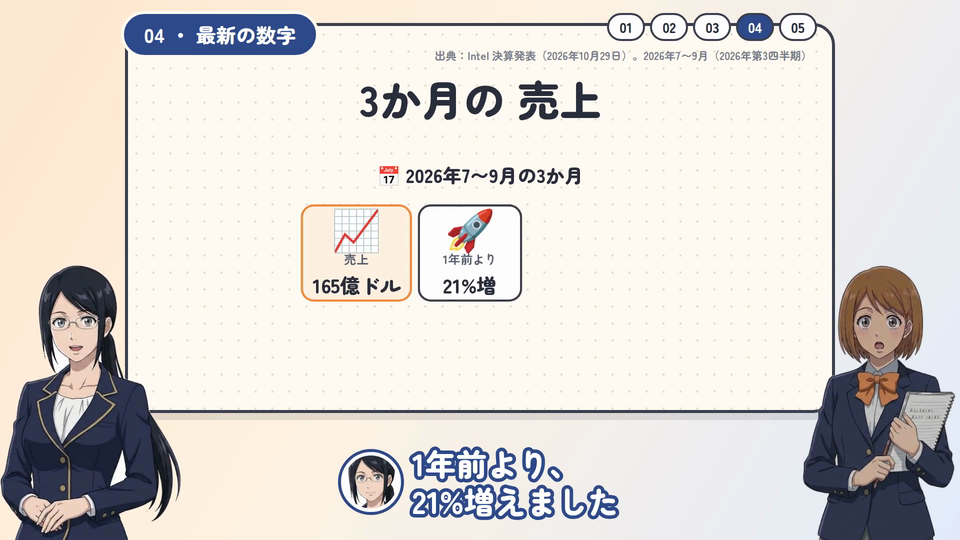 04 ・ 最新の数字
01 02 03 04 05
出典：Intel 決算発表（2026年10月29日）。2026年7〜9月（2026年第3四半期）
3か月の 売上
July 17 2026年7〜9月の3か月
売上
165億ドル
1年前より
21%増
1年前より、
21%増えました